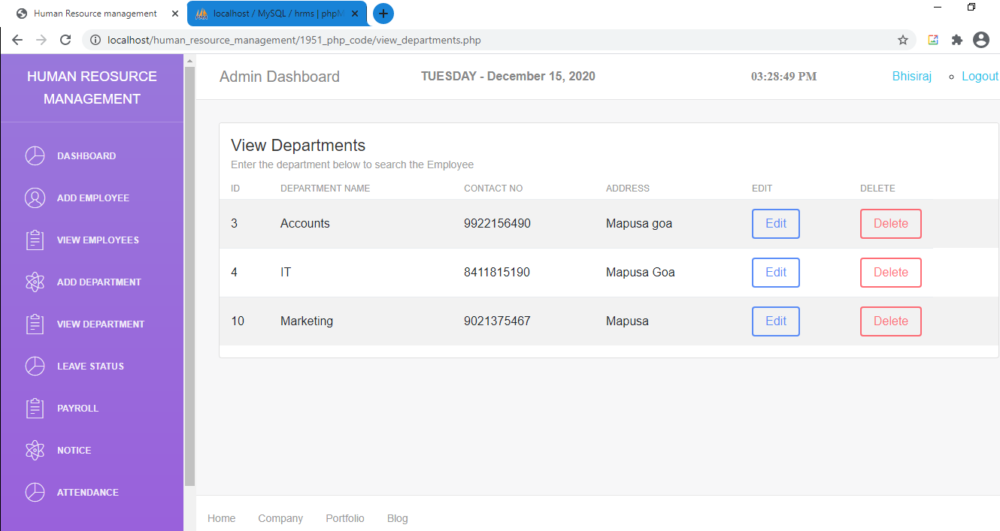 Human Resource management
localhost / MySQL / hrms | phpM
localhost/human_resource_management/1951_php_code/view_departments.php
HUMAN REOSURCE
MANAGEMENT
DASHBOARD
ADD EMPLOYEE
VIEW EMPLOYEES
ADD DEPARTMENT
VIEW DEPARTMENT
LEAVE STATUS
PAYROLL
NOTICE
ATTENDANCE
Admin Dashboard TUESDAY - December 15, 2020 03:28:49 PM Bhisiraj Logout
View Departments
Enter the department below to search the Employee
ID DEPARTMENT NAME CONTACT NO ADDRESS EDIT DELETE
3 Accounts 9922156490 Mapusa goa Edit Delete
4 IT 8411815190 Mapusa Goa Edit Delete
10 Marketing 9021375467 Mapusa Edit Delete
Home Company Portfolio Blog